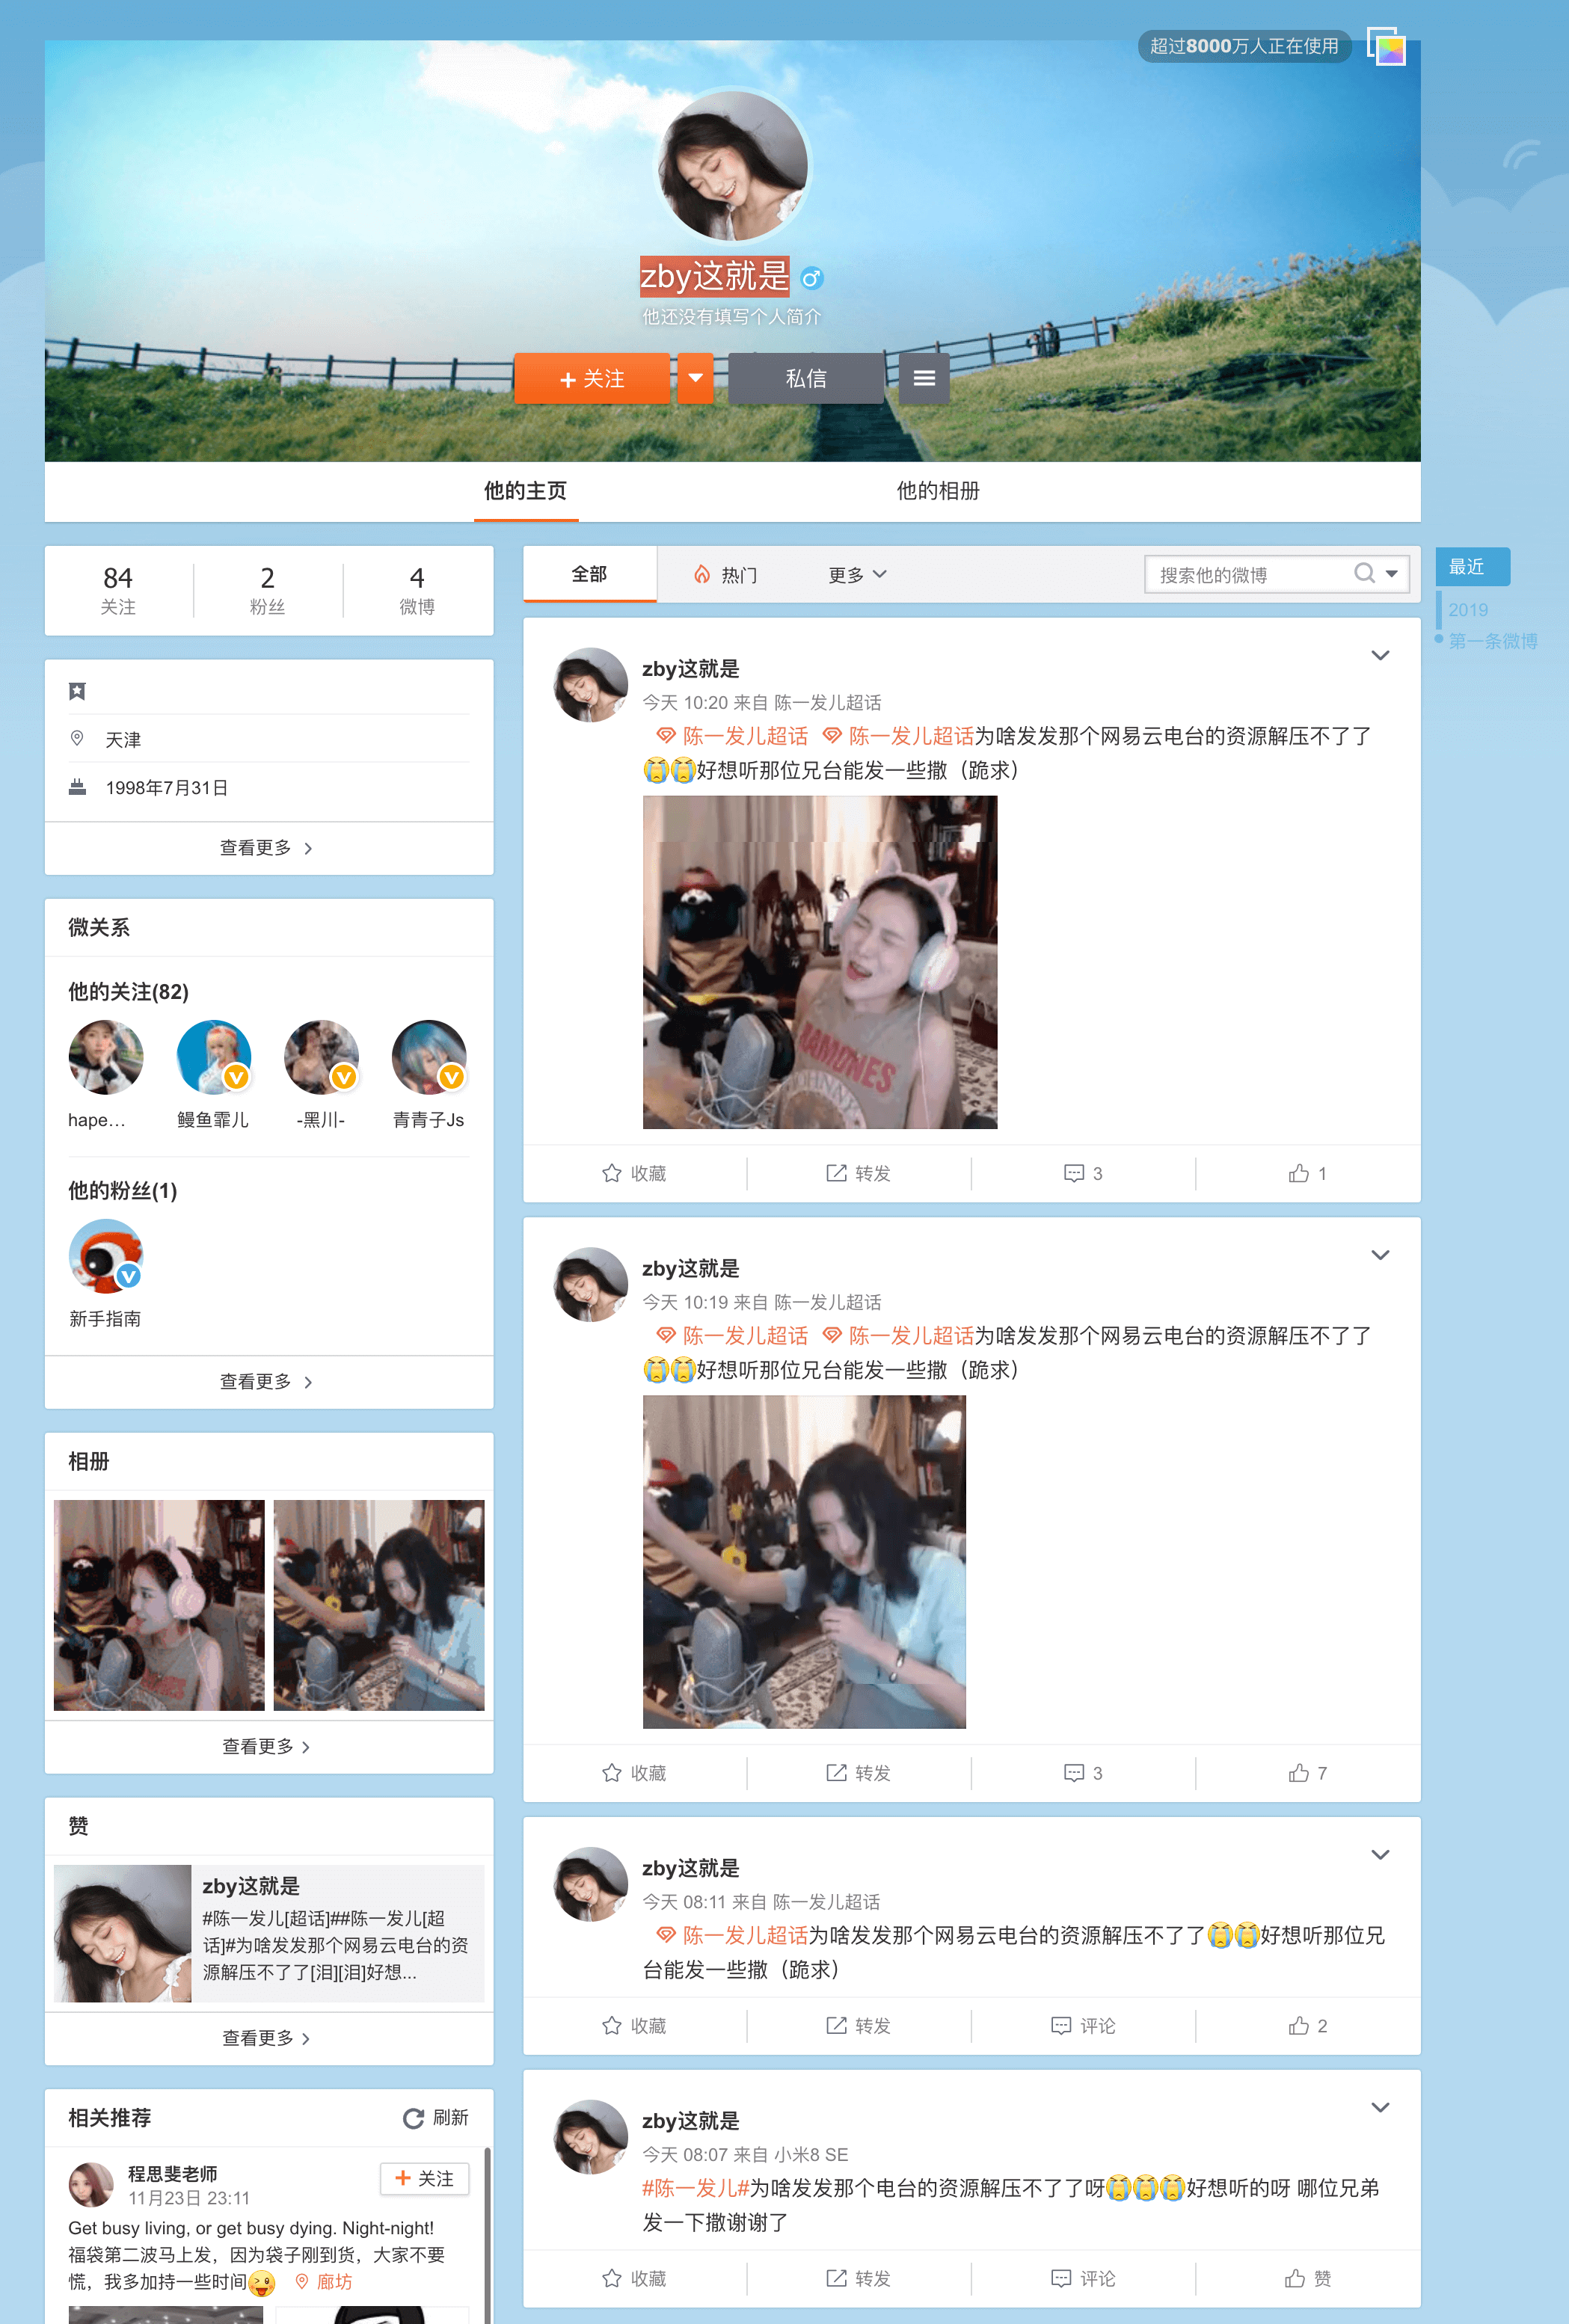 超过8000万人正在使用
zby这就是
他还没有填写个人简介
+ 关注
私信
他的主页
他的相册
84
关注
2
粉丝
4
微博
天津
1998年7月31日
查看更多 >
微关系
他的关注(82)
hape…
鳗鱼霏儿
-黑川-
青青子Js
他的粉丝(1)
新手指南
查看更多 >
相册
查看更多 >
赞
zby这就是
#陈一发儿[超话]##陈一发儿[超
话]#为啥发发那个网易云电台的资
源解压不了了[泪][泪]好想...
查看更多 >
相关推荐
刷新
程思斐老师
11月23日 23:11
+ 关注
Get busy living, or get busy dying. Night-night!
福袋第二波马上发，因为袋子刚到货，大家不要
慌，我多加持一些时间😜 廊坊
全部
热门
更多
搜索他的微博
最近
2019
第一条微博
zby这就是
今天 10:20 来自 陈一发儿超话
陈一发儿超话 陈一发儿超话为啥发发那个网易云电台的资源解压不了了
😭😭好想听那位兄台能发一些撒（跪求）
RAMONES
JOHNNY
收藏
转发
3
1
zby这就是
今天 10:19 来自 陈一发儿超话
陈一发儿超话 陈一发儿超话为啥发发那个网易云电台的资源解压不了了
😭😭好想听那位兄台能发一些撒（跪求）
收藏
转发
3
7
zby这就是
今天 08:11 来自 陈一发儿超话
陈一发儿超话为啥发发那个网易云电台的资源解压不了了😭😭好想听那位兄
台能发一些撒（跪求）
收藏
转发
评论
2
zby这就是
今天 08:07 来自 小米8 SE
#陈一发儿#为啥发发那个电台的资源解压不了了呀😭😭😭好想听的呀 哪位兄弟
发一下撒谢谢了
收藏
转发
评论
赞